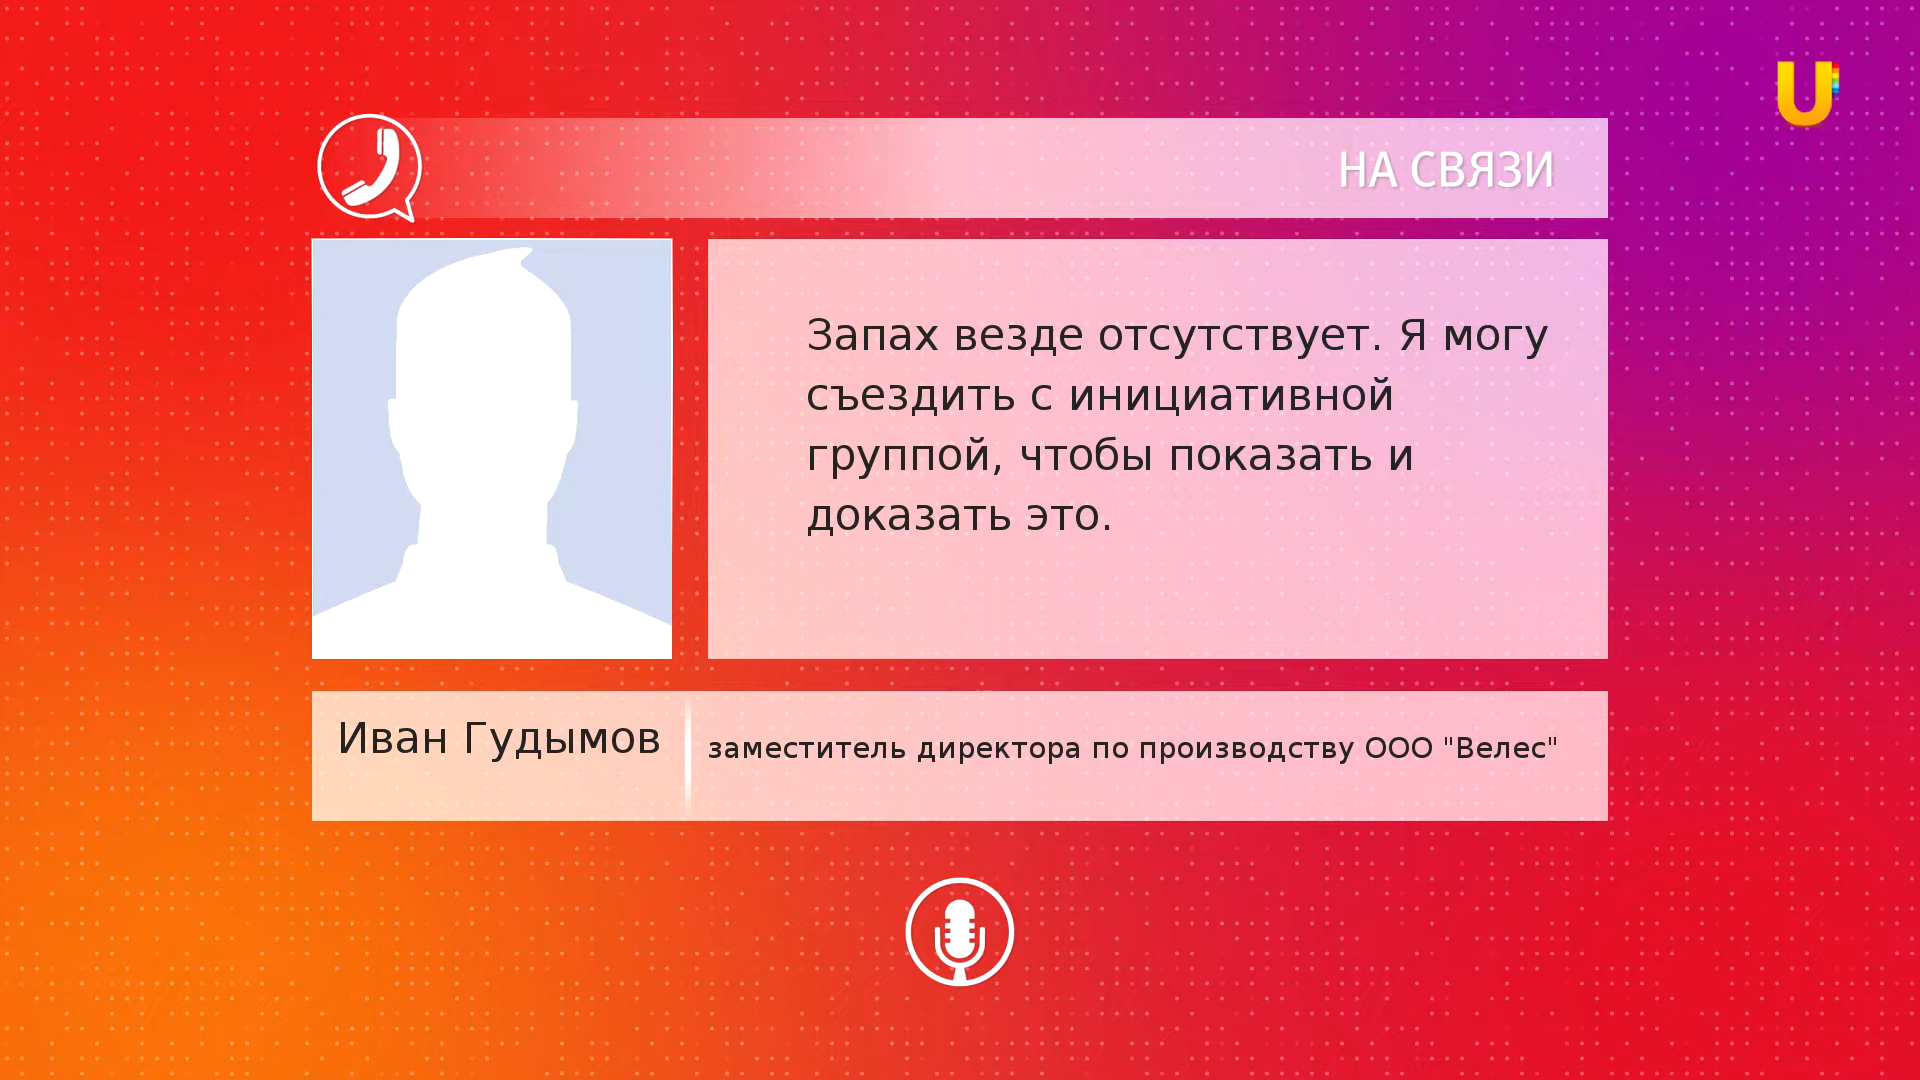 U
НА СВЯЗИ
Запах везде отсутствует. Я могу
съездить с инициативной
группой, чтобы показать и
доказать это.
Иван Гудымов
заместитель директора по производству ООО "Велес"